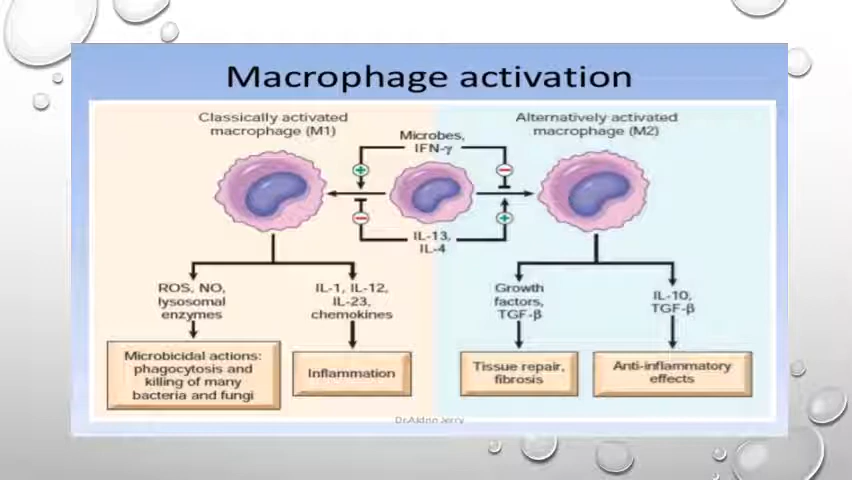 Macrophage activation
Classically activated
macrophage (M1)
Microbes,
IFN-γ
Alternatively activated
macrophage (M2)
IL-13,
IL-4
ROS, NO,
lysosomal
enzymes
IL-1, IL-12,
IL-23,
chemokines
Growth
factors,
TGF-β
IL-10,
TGF-β
Microbicidal actions:
phagocytosis and
killing of many
bacteria and fungi
Inflammation
Tissue repair,
fibrosis
Anti-inflammatory
effects
Jerry